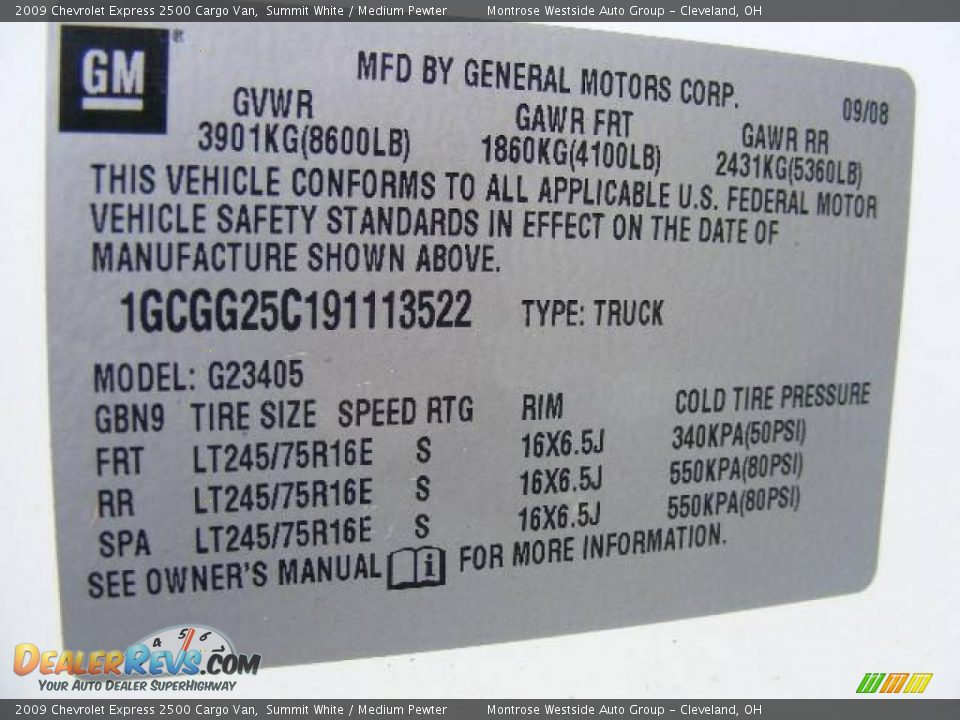 2009 Chevrolet Express 2500 Cargo Van,  Summit White / Medium Pewter          Montrose Westside Auto Group - Cleveland, OH
GM ®
MFD BY GENERAL MOTORS CORP.
GVWR GAWR FRT GAWR RR 09/08
3901KG(8600LB) 1860KG(4100LB) 2431KG(5360LB)
THIS VEHICLE CONFORMS TO ALL APPLICABLE U.S. FEDERAL MOTOR
VEHICLE SAFETY STANDARDS IN EFFECT ON THE DATE OF
MANUFACTURE SHOWN ABOVE.
1GCGG25C191113522 TYPE: TRUCK
MODEL: G23405
GBN9 TIRE SIZE SPEED RTG RIM COLD TIRE PRESSURE
FRT LT245/75R16E S 16X6.5J 340KPA(50PSI)
RR LT245/75R16E S 16X6.5J 550KPA(80PSI)
SPA LT245/75R16E S 16X6.5J 550KPA(80PSI)
SEE OWNER'S MANUAL i FOR MORE INFORMATION.
4 5 6
DEALERREVS.COM
YOUR AUTO DEALER SUPERHIGHWAY
2009 Chevrolet Express 2500 Cargo Van,  Summit White / Medium Pewter          Montrose Westside Auto Group - Cleveland, OH